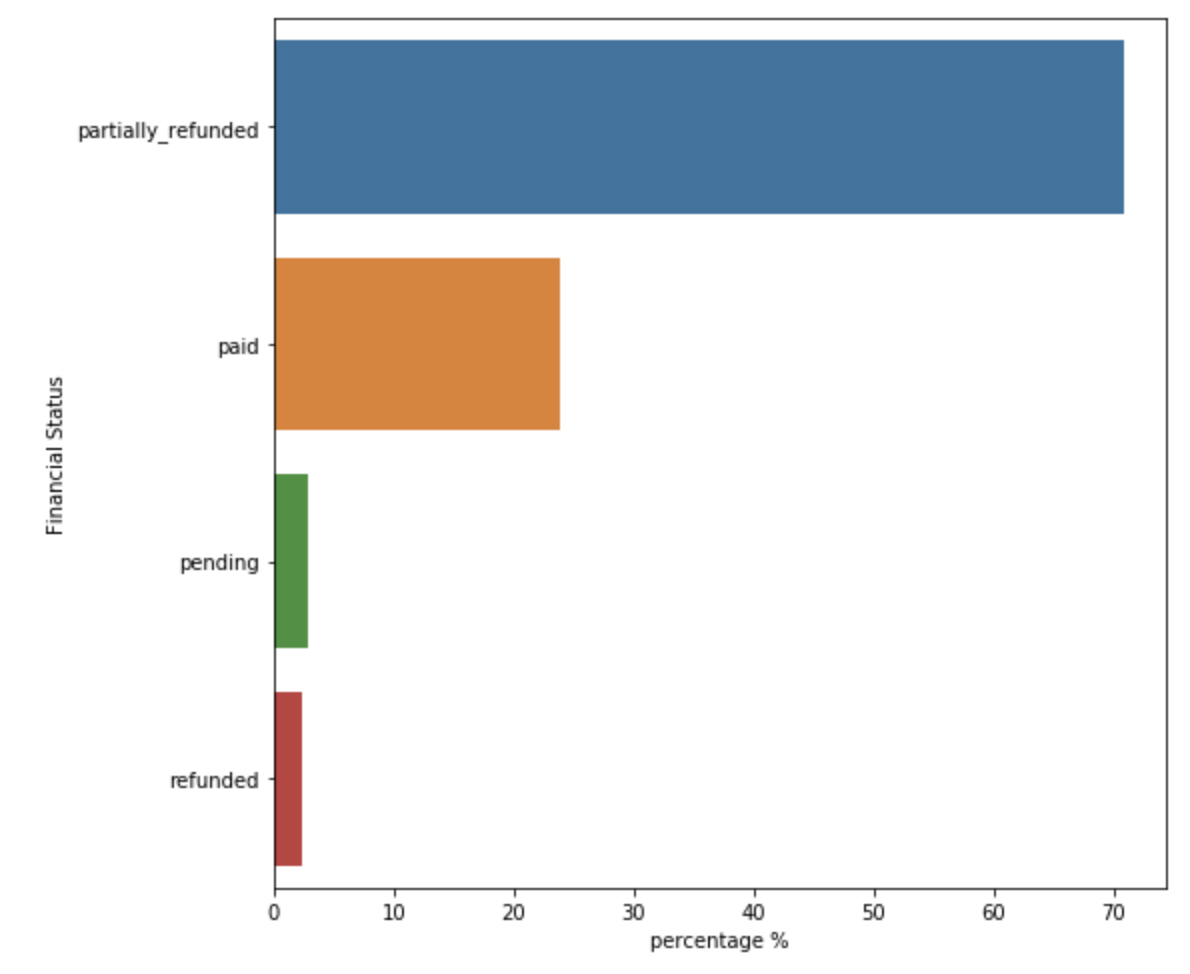 partially_refunded
paid
pending
refunded
Financial Status
0 10 20 30 40 50 60 70
percentage %